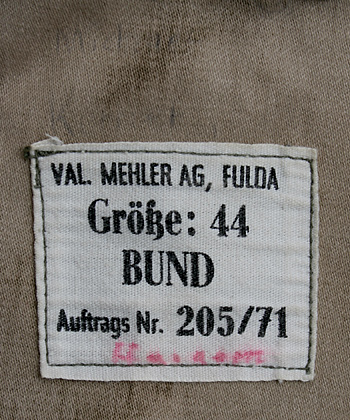 VAL. MEHLER AG, FULDA
Größe: 44
BUND
Auftrags Nr. 205/71